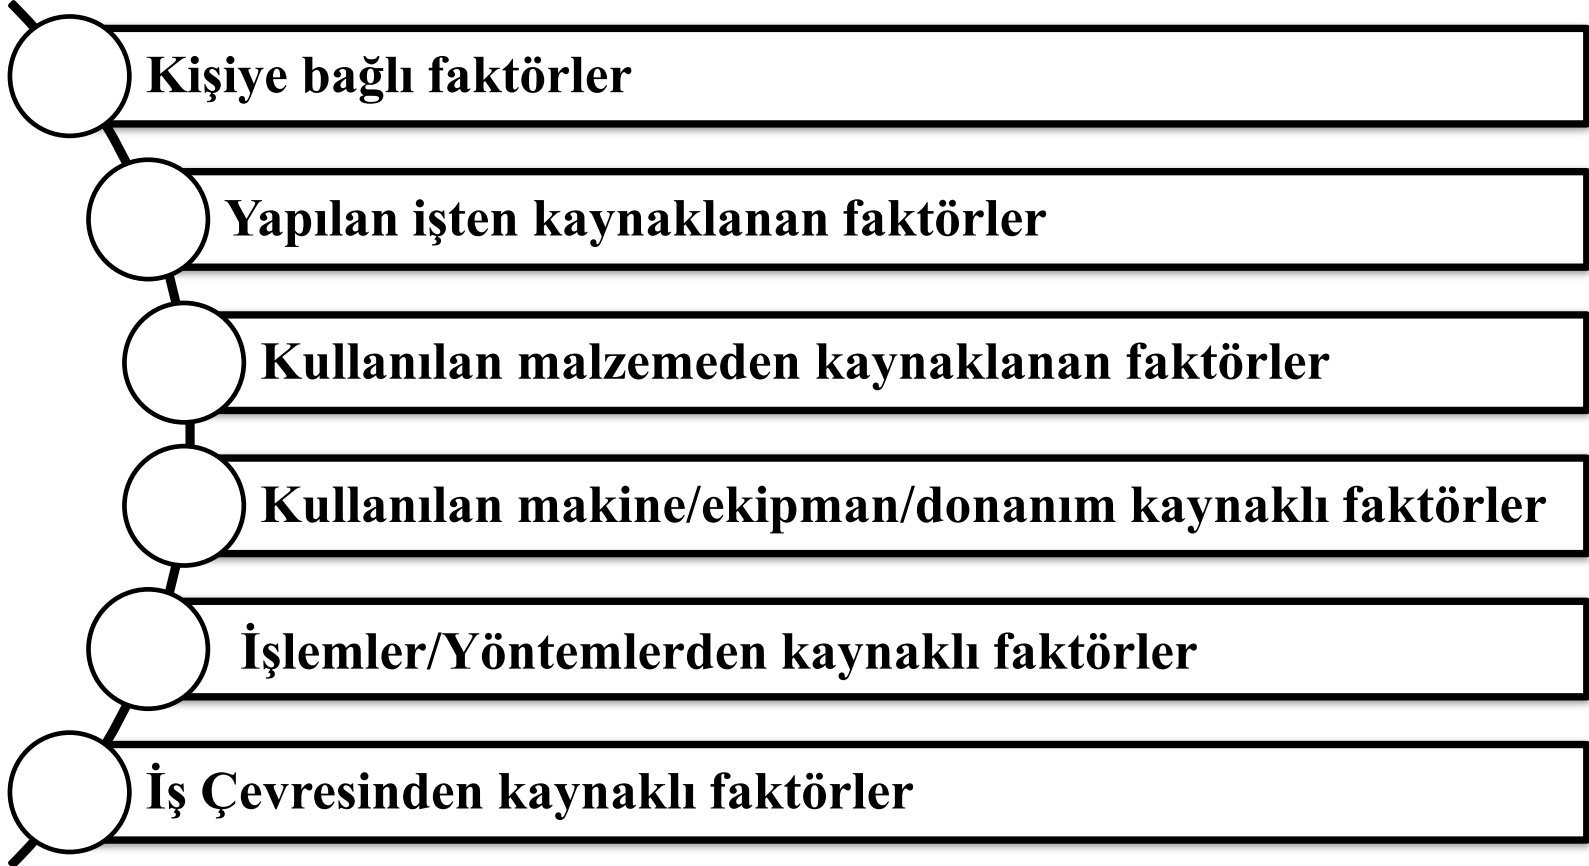 Kişiye bağlı faktörler
Yapılan işten kaynaklanan faktörler
Kullanılan malzemeden kaynaklanan faktörler
Kullanılan makine/ekipman/donanım kaynaklı faktörler
İşlemler/Yöntemlerden kaynaklı faktörler
İş Çevresinden kaynaklı faktörler